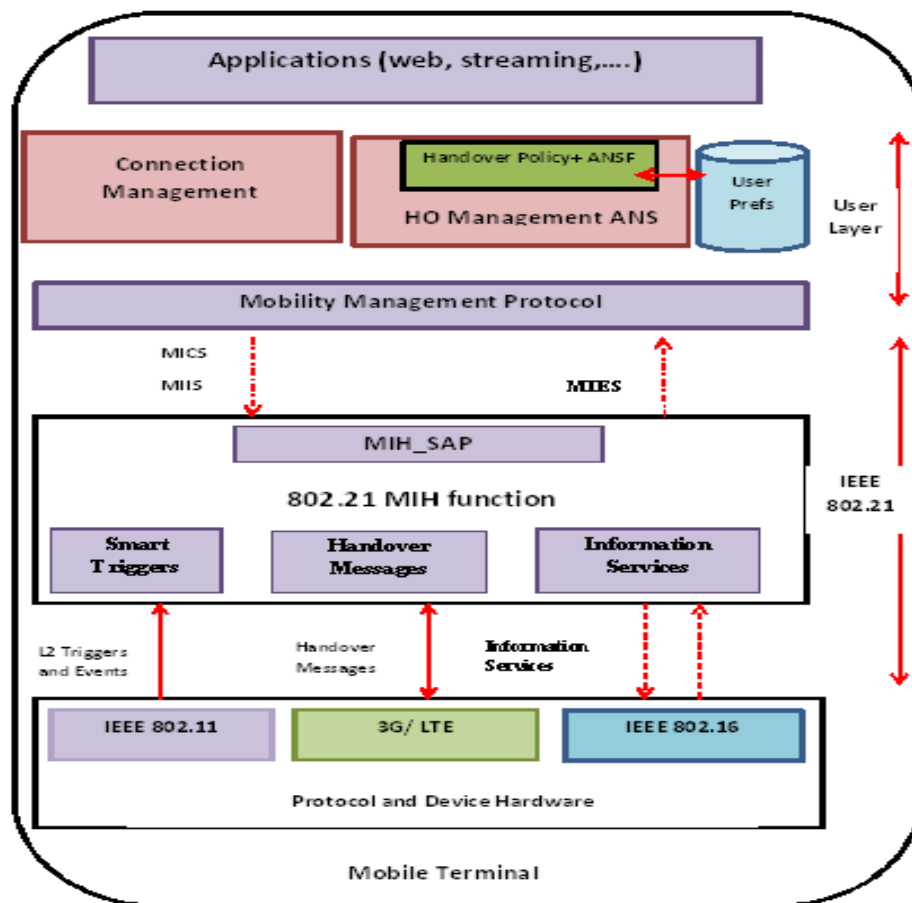 Applications (web, streaming,....)
Connection
Management
Handover Policy+ ANSF
HO Management ANS
User
Prefs
User
Layer
Mobility Management Protocol
MICS
MIIS
MIES
MIH_SAP
802.21 MIH function
IEEE
802.21
Smart
Triggers
Handover
Messages
Information
Services
L2 Triggers
and Events
Handover
Messages
Information
Services
IEEE 802.11
3G/ LTE
IEEE 802.16
Protocol and Device Hardware
Mobile Terminal